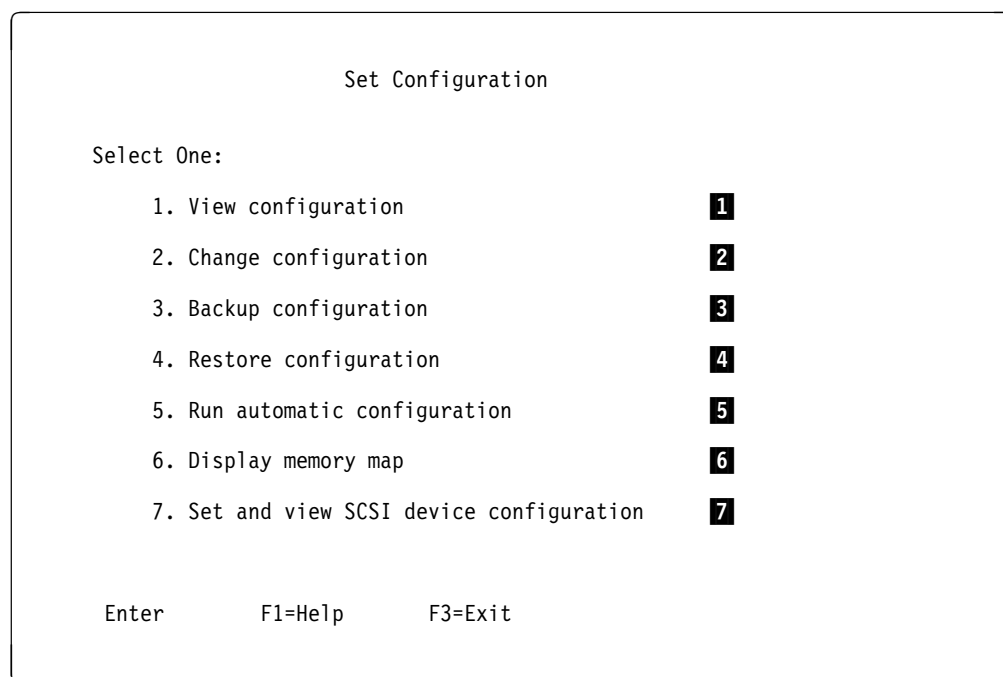 Set Configuration
Select One:
1. View configuration 1
2. Change configuration 2
3. Backup configuration 3
4. Restore configuration 4
5. Run automatic configuration 5
6. Display memory map 6
7. Set and view SCSI device configuration 7
Enter F1=Help F3=Exit